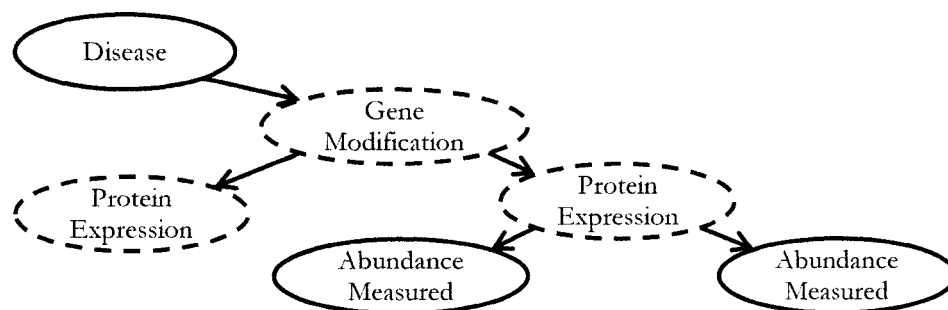 Disease
Gene
Modification
Protein
Expression
Protein
Expression
Abundance
Measured
Abundance
Measured